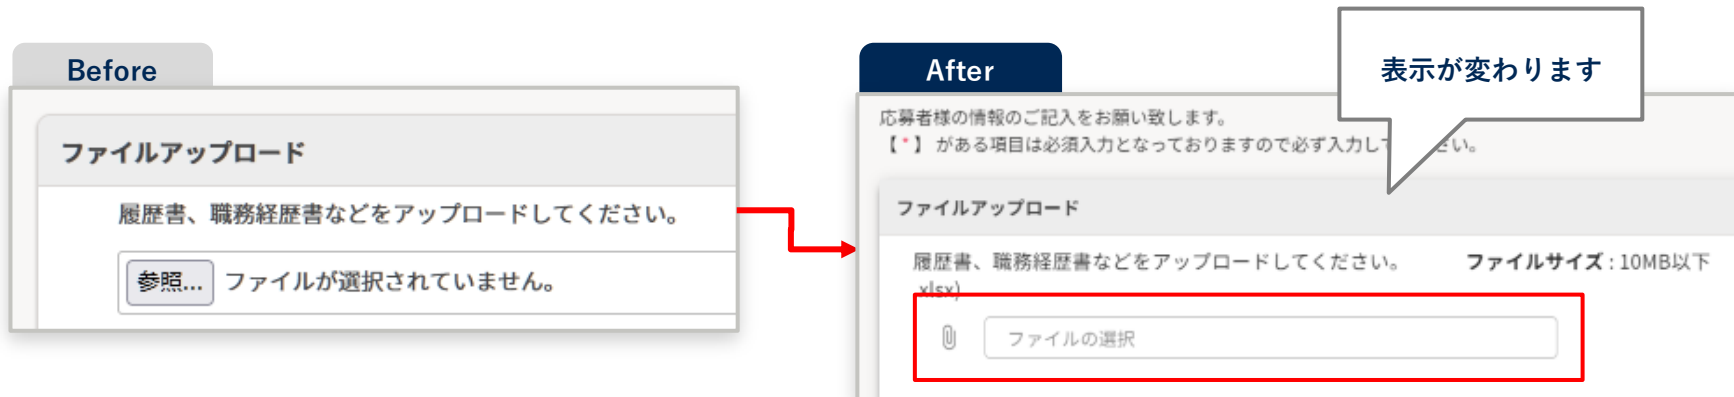 Before
ファイルアップロード
履歴書、職務経歴書などをアップロードしてください。
参照... ファイルが選択されていません。
After
表示が変わります
応募者様の情報のご記入をお願い致します。
【*】 がある項目は必須入力となっておりますので必ず入力して さい。
ファイルアップロード
履歴書、職務経歴書などをアップロードしてください。 ファイルサイズ : 10MB以下
.xlsx)
ファイルの選択